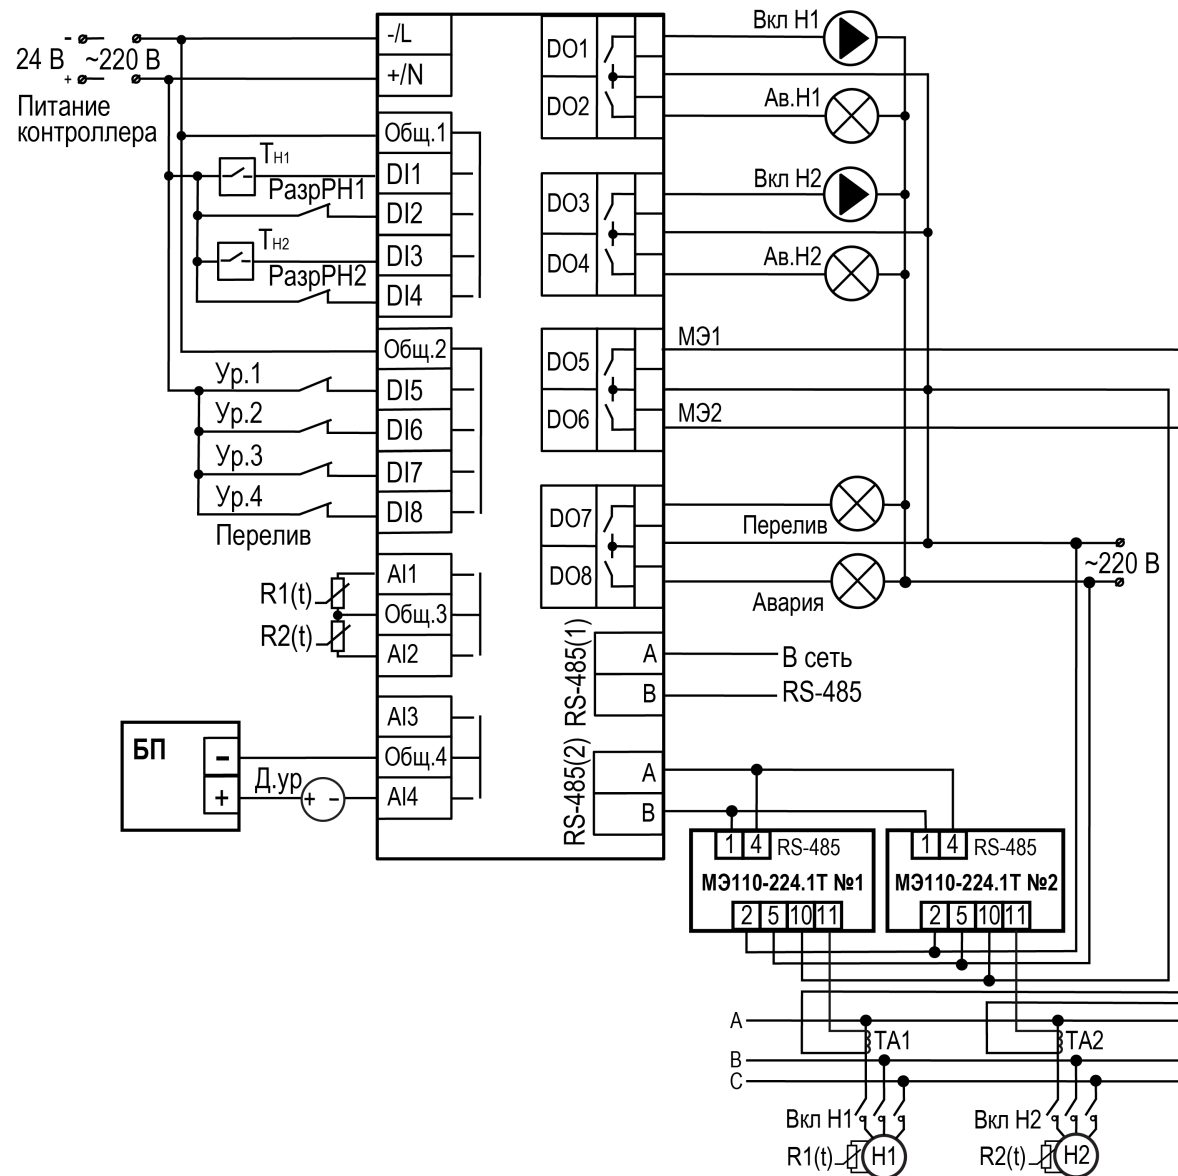 -
24 В ~220 В
+
Питание
контроллера
-/L
+/N
Общ.1
Тн1
DI1
РазрРН1
DI2
Тн2
DI3
РазрРН2
DI4
Общ.2
Ур.1
DI5
Ур.2
DI6
Ур.3
DI7
Ур.4
DI8
Перелив
AI1
R1(t)
Общ.3
R2(t)
AI2
AI3
БП
-
Общ.4
Д.ур
+
+ -
AI4
DO1
Вкл Н1
DO2
Ав.Н1
DO3
Вкл Н2
DO4
Ав.Н2
DO5
МЭ1
DO6
МЭ2
DO7
Перелив
DO8
~220 В
Авария
RS-485(1)
A
В сеть
B
RS-485
RS-485(2)
A
B
1 4 RS-485
МЭ110-224.1Т №1
2 5 10 11
1 4 RS-485
МЭ110-224.1Т №2
2 5 10 11
A
TA1
TA2
B
C
Вкл Н1
Вкл Н2
R1(t)
Н1
R2(t)
Н2